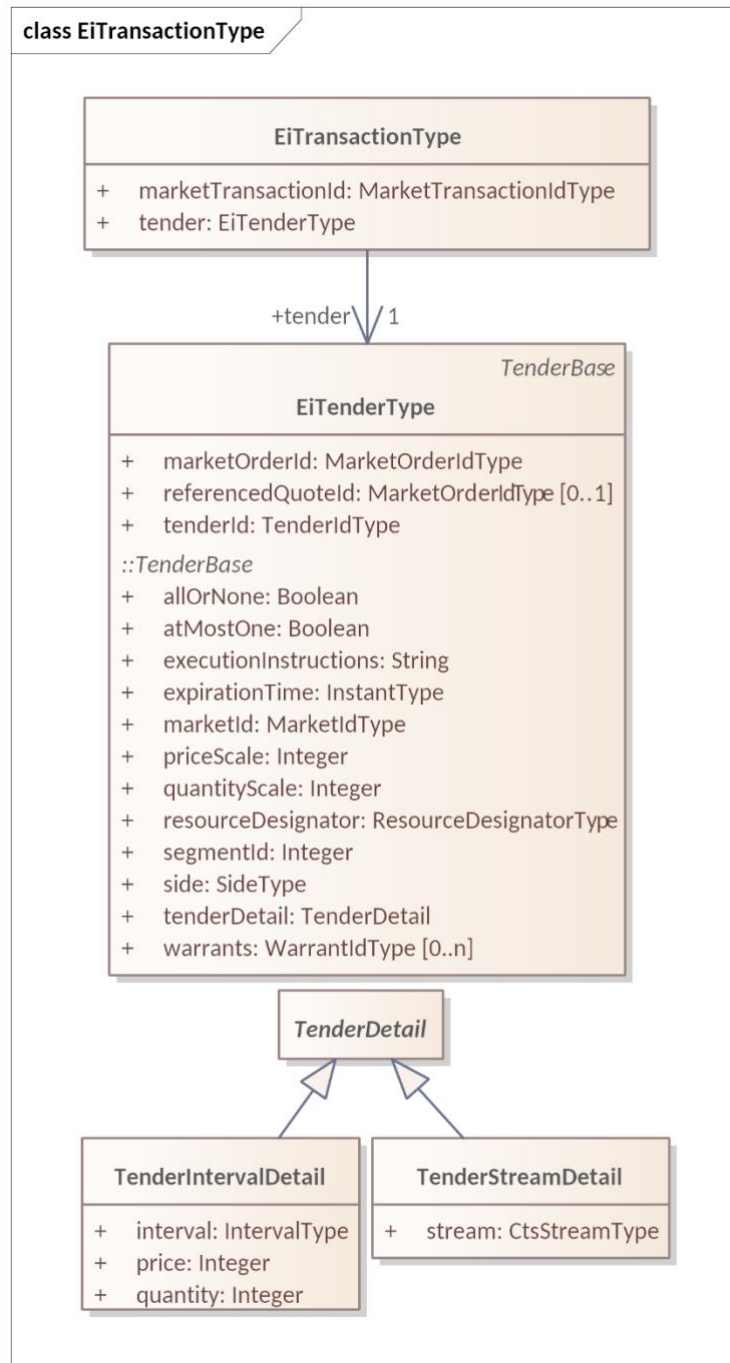 class EiTransactionType
EiTransactionType
+ marketTransactionId: MarketTransactionIdType
+ tender: EiTenderType
+tender 1
TenderBase
EiTenderType
+ marketOrderId: MarketOrderIdType
+ referencedQuoteId: MarketOrderIdType [0..1]
+ tenderId: TenderIdType
::TenderBase
+ allOrNone: Boolean
+ atMostOne: Boolean
+ executionInstructions: String
+ expirationTime: InstantType
+ marketId: MarketIdType
+ priceScale: Integer
+ quantityScale: Integer
+ resourceDesignator: ResourceDesignatorType
+ segmentId: Integer
+ side: SideType
+ tenderDetail: TenderDetail
+ warrants: WarrantIdType [0..n]
TenderDetail
TenderIntervalDetail
+ interval: IntervalType
+ price: Integer
+ quantity: Integer
TenderStreamDetail
+ stream: CtsStreamType